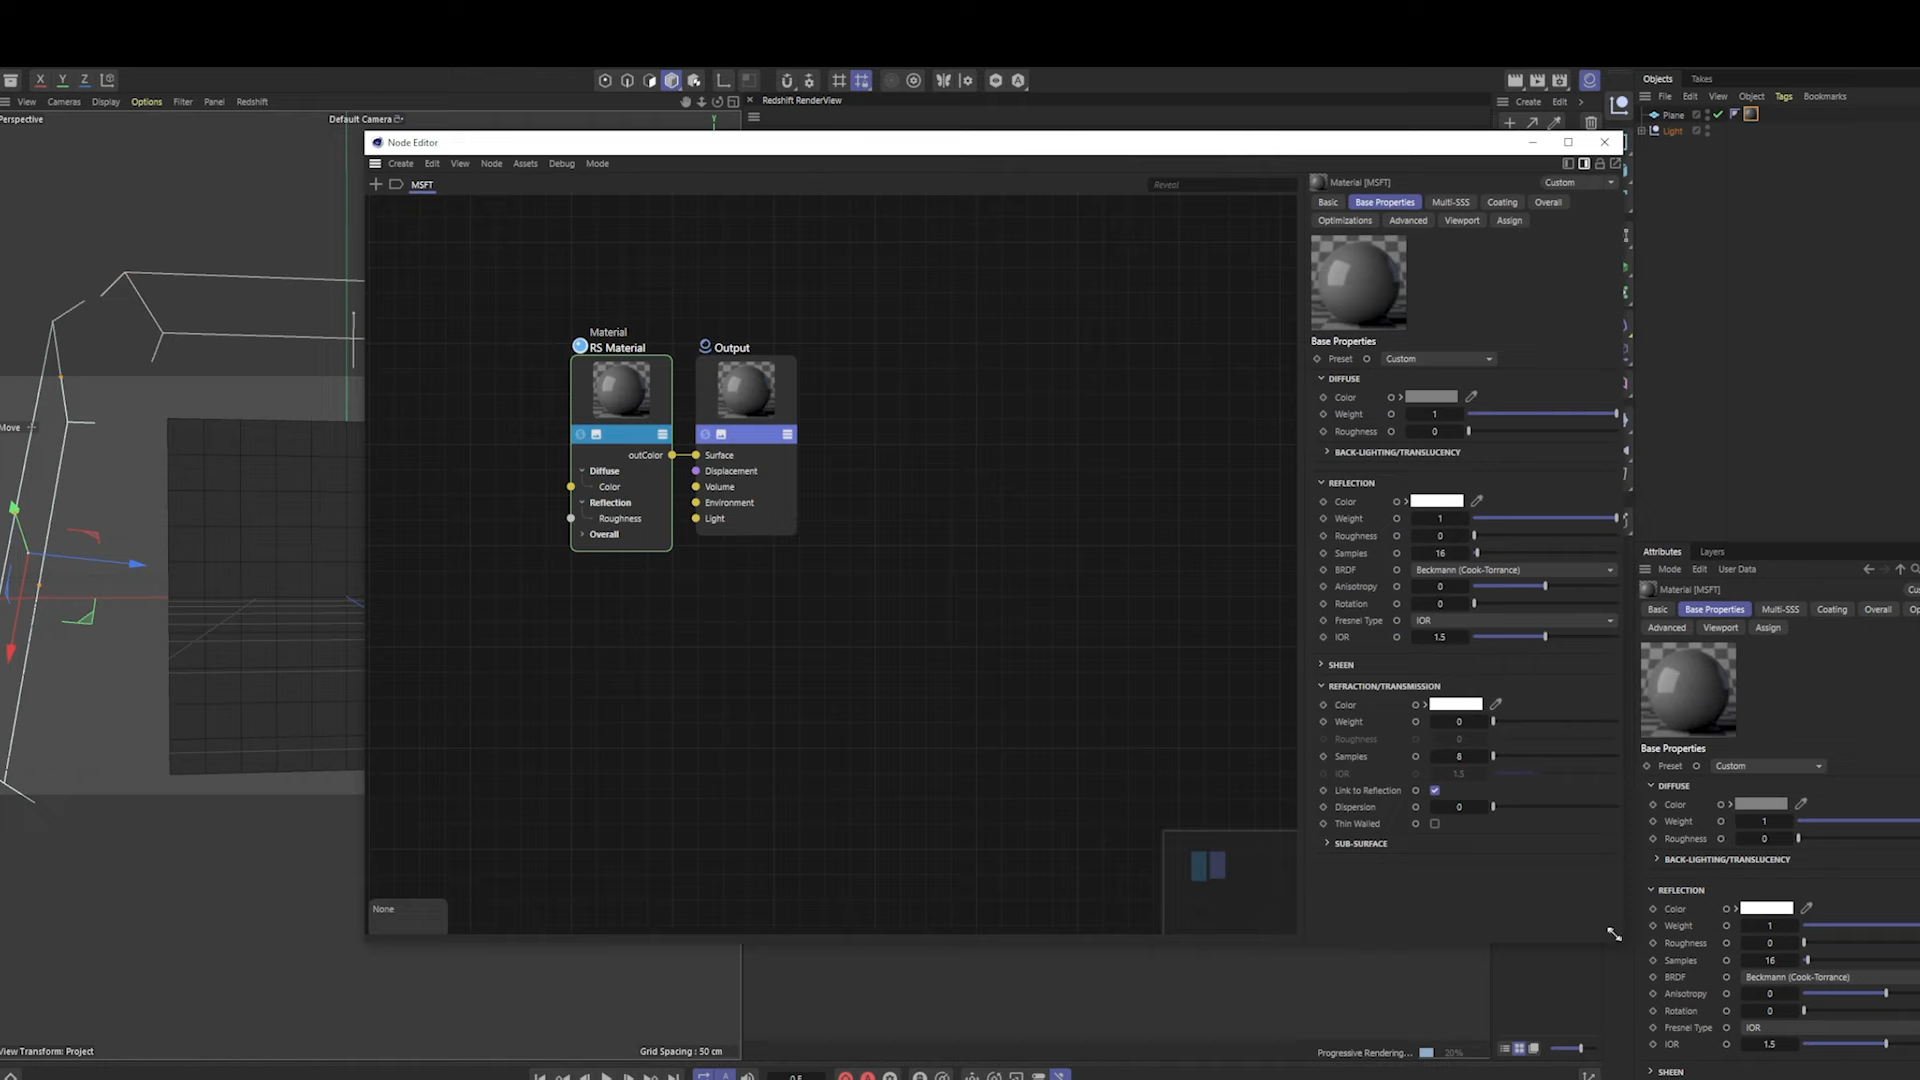 X Y Z
Objects Takes
View Cameras Display Options Filter Panel Redshift
Redshift RenderView
Create Edit
File Edit View Object Tags Bookmarks
Perspective
Default Camera
Y
Plane
Light
Node Editor
Create Edit View Node Assets Debug Mode
MSFT
Reveal
Material [MSFT]
Custom
Basic Base Properties Multi-SSS Coating Overall
Optimizations Advanced Viewport Assign
Material
RS Material
Output
outColor
Diffuse
Color
Reflection
Roughness
Overall
Surface
Displacement
Volume
Environment
Light
None
Base Properties
Preset Custom
DIFFUSE
Color
Weight 1
Roughness 0
BACK-LIGHTING/TRANSLUCENCY
REFLECTION
Color
Weight 1
Roughness 0
Samples 16
BRDF Beckmann (Cook-Torrance)
Anisotropy 0
Rotation 0
Fresnel Type IOR
IOR 1.5
SHEEN
REFRACTION/TRANSMISSION
Color
Weight 0
Roughness 0
Samples 8
IOR 1.5
Link to Reflection
Dispersion 0
Thin Walled
SUB-SURFACE
Move
Attributes Layers
Mode Edit User Data
Material [MSFT]
Basic Base Properties Multi-SSS Coating Overall
Advanced Viewport Assign
Base Properties
Preset Custom
DIFFUSE
Color
Weight 1
Roughness 0
BACK-LIGHTING/TRANSLUCENCY
REFLECTION
Color
Weight 1
Roughness 0
Samples 16
BRDF Beckmann (Cook-Torrance)
Anisotropy 0
Rotation 0
Fresnel Type IOR
IOR 1.5
SHEEN
View Transform: Project
Grid Spacing : 50 cm
Progressive Rendering... 20%